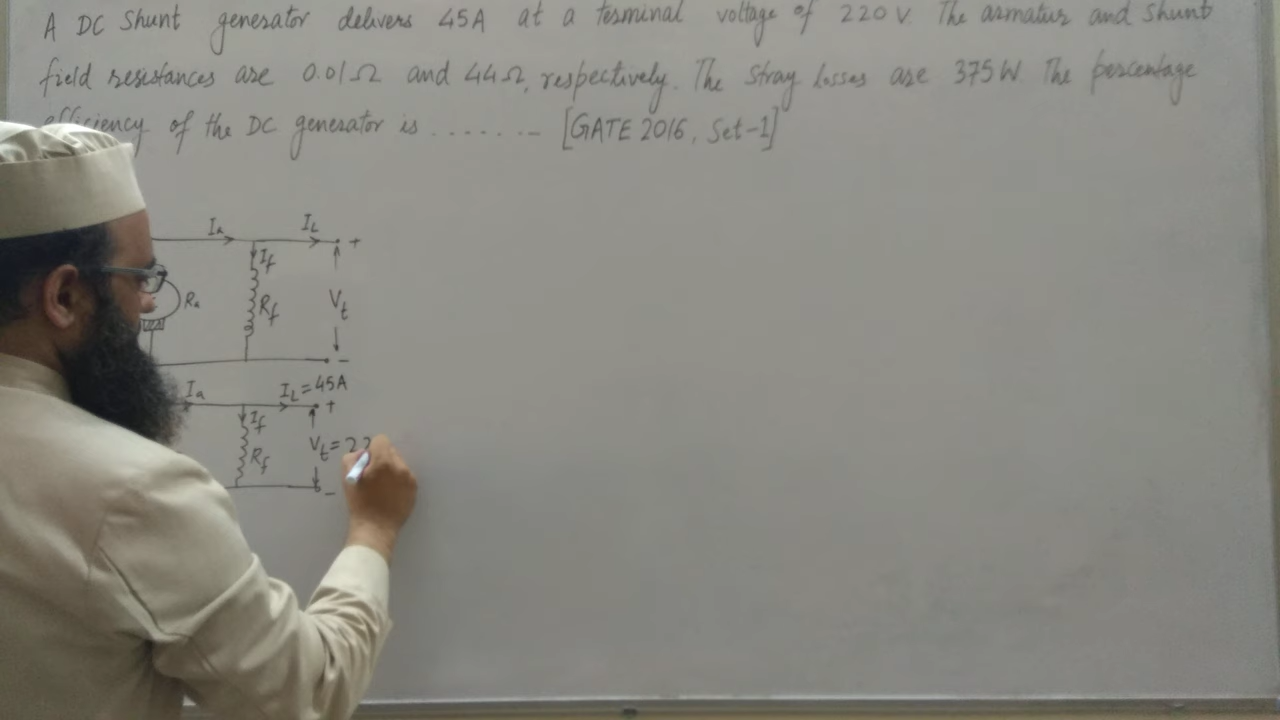 A DC Shunt generator delivers 45A at a terminal voltage of 220 V. The armature and Shunt
field resistances are 0.01Ω and 44Ω, respectively. The Stray losses are 375 W. The percentage
efficiency of the DC generator is ....... [GATE 2016, Set-1]
Ia IL +
If
Ra Rf Vt
-
Ia IL = 45A
+
If
Rf Vt = 22
-